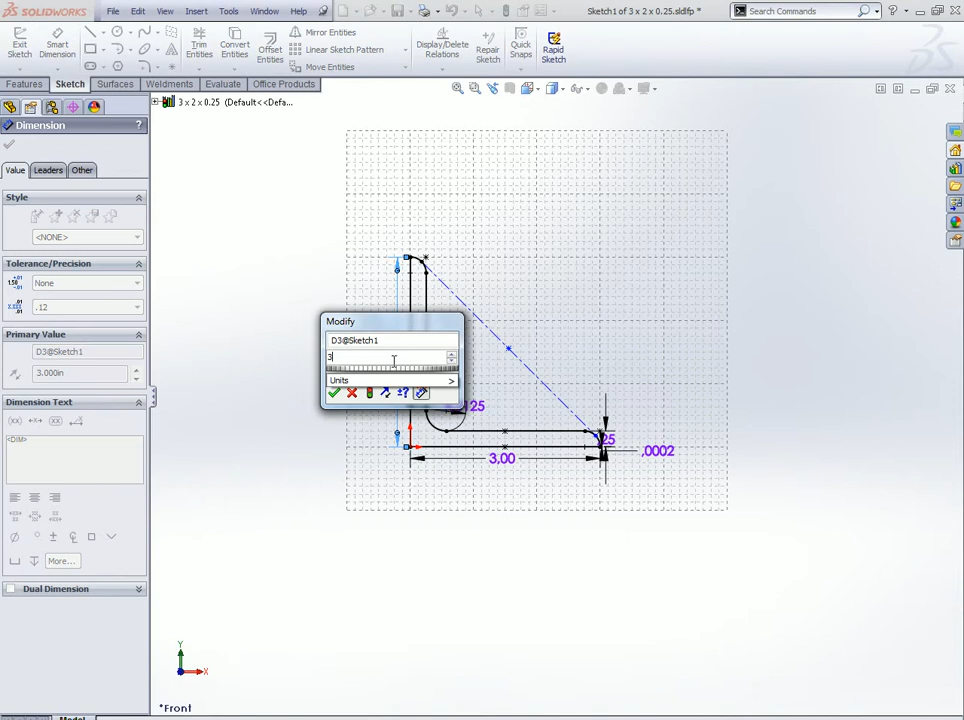 SOLIDWORKS File Edit View Insert Tools Window Help Sketch1 of 3 x 2 x 0.25.sldlfp * Search Commands
Exit Sketch
Smart Dimension
Trim Entities
Convert Entities
Offset Entities
Mirror Entities
Linear Sketch Pattern
Move Entities
Display/Delete Relations
Repair Sketch
Quick Snaps
Rapid Sketch
Features Sketch Surfaces Weldments Evaluate Office Products
3 x 2 x 0.25 (Default<<Defa...
Dimension ?
Value Leaders Other
Style
<NONE>
Tolerance/Precision
None
.12
Primary Value
D3@Sketch1
3.000in
Dimension Text
<DIM>
More...
Dual Dimension
Modify
D3@Sketch1
3
Units >
125
25
,0002
3,00
Y
X
*Front
Model